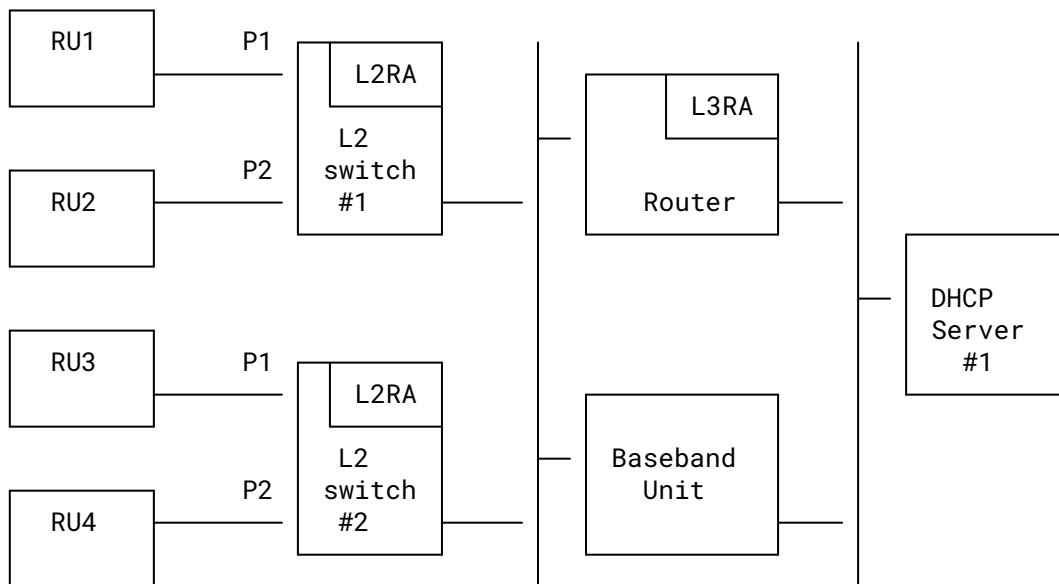 RU1
P1
L2RA
L2
switch
#1
RU2
P2
L3RA
Router
DHCP
Server
#1
RU3
P1
L2RA
L2
switch
#2
RU4
P2
Baseband
Unit